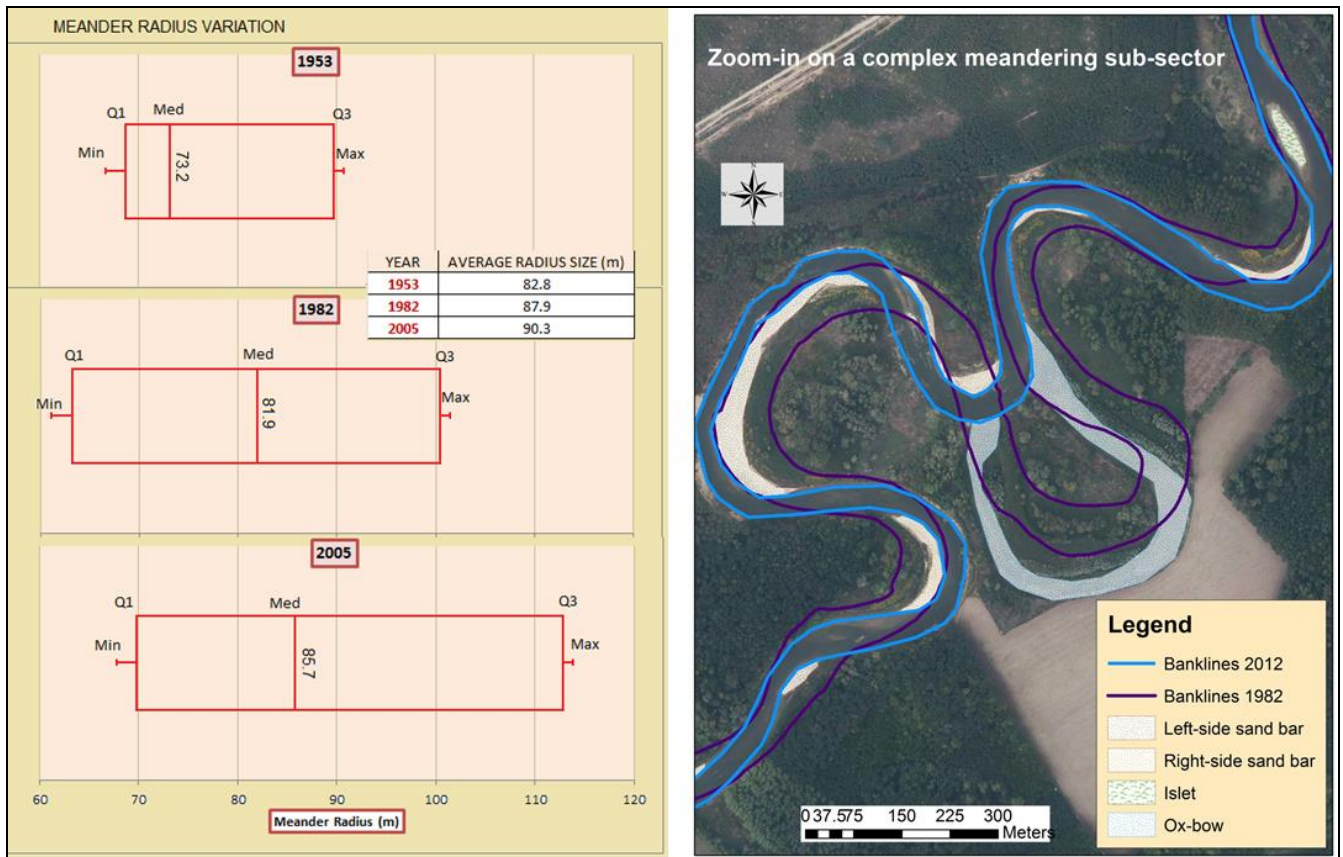 MEANDER RADIUS VARIATION
1953
Q1 Med Q3
Min 73.2 Max
YEAR AVERAGE RADIUS SIZE (m)
1953 82.8
1982 87.9
2005 90.3
1982
Q1 Med Q3
Min 81.9 Max
2005
Q1 Med Q3
Min 85.7 Max
60 70 80 90 100 110 120
Meander Radius (m)
Zoom-in on a complex meandering sub-sector
N
W E
S
Legend
Banklines 2012
Banklines 1982
Left-side sand bar
Right-side sand bar
Islet
Ox-bow
0 37.575 150 225 300
Meters